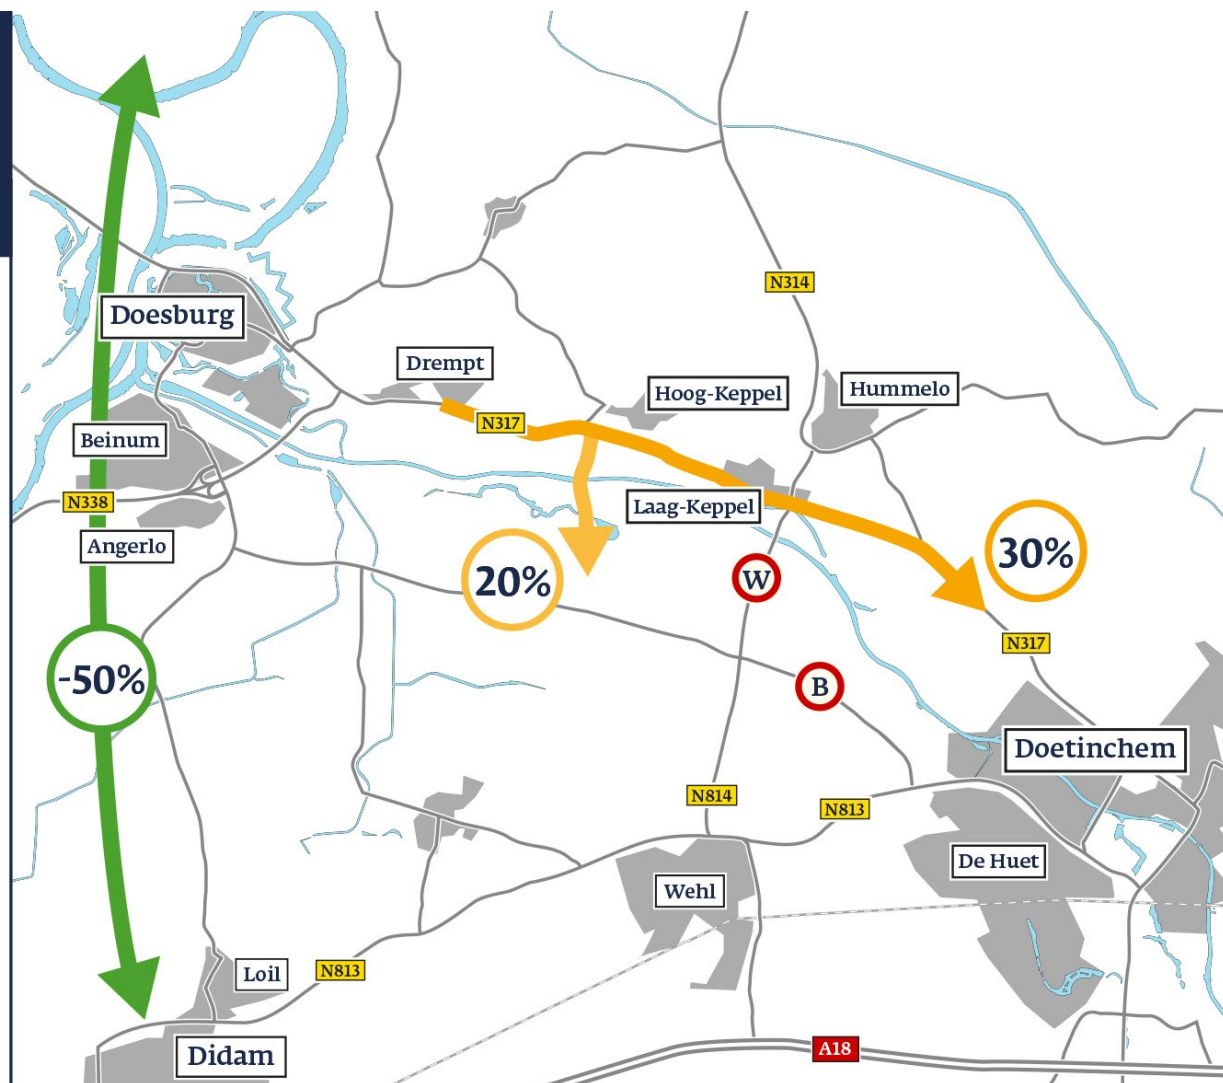 N314
Doesburg
Drempt
Hoog-Keppel
Hummelo
N317
Beinum
N338
Laag-Keppel
Angerlo
30%
20%
W
N317
-50%
B
Doetinchem
N814
N813
De Huet
Wehl
Loil
N813
Didam
A18